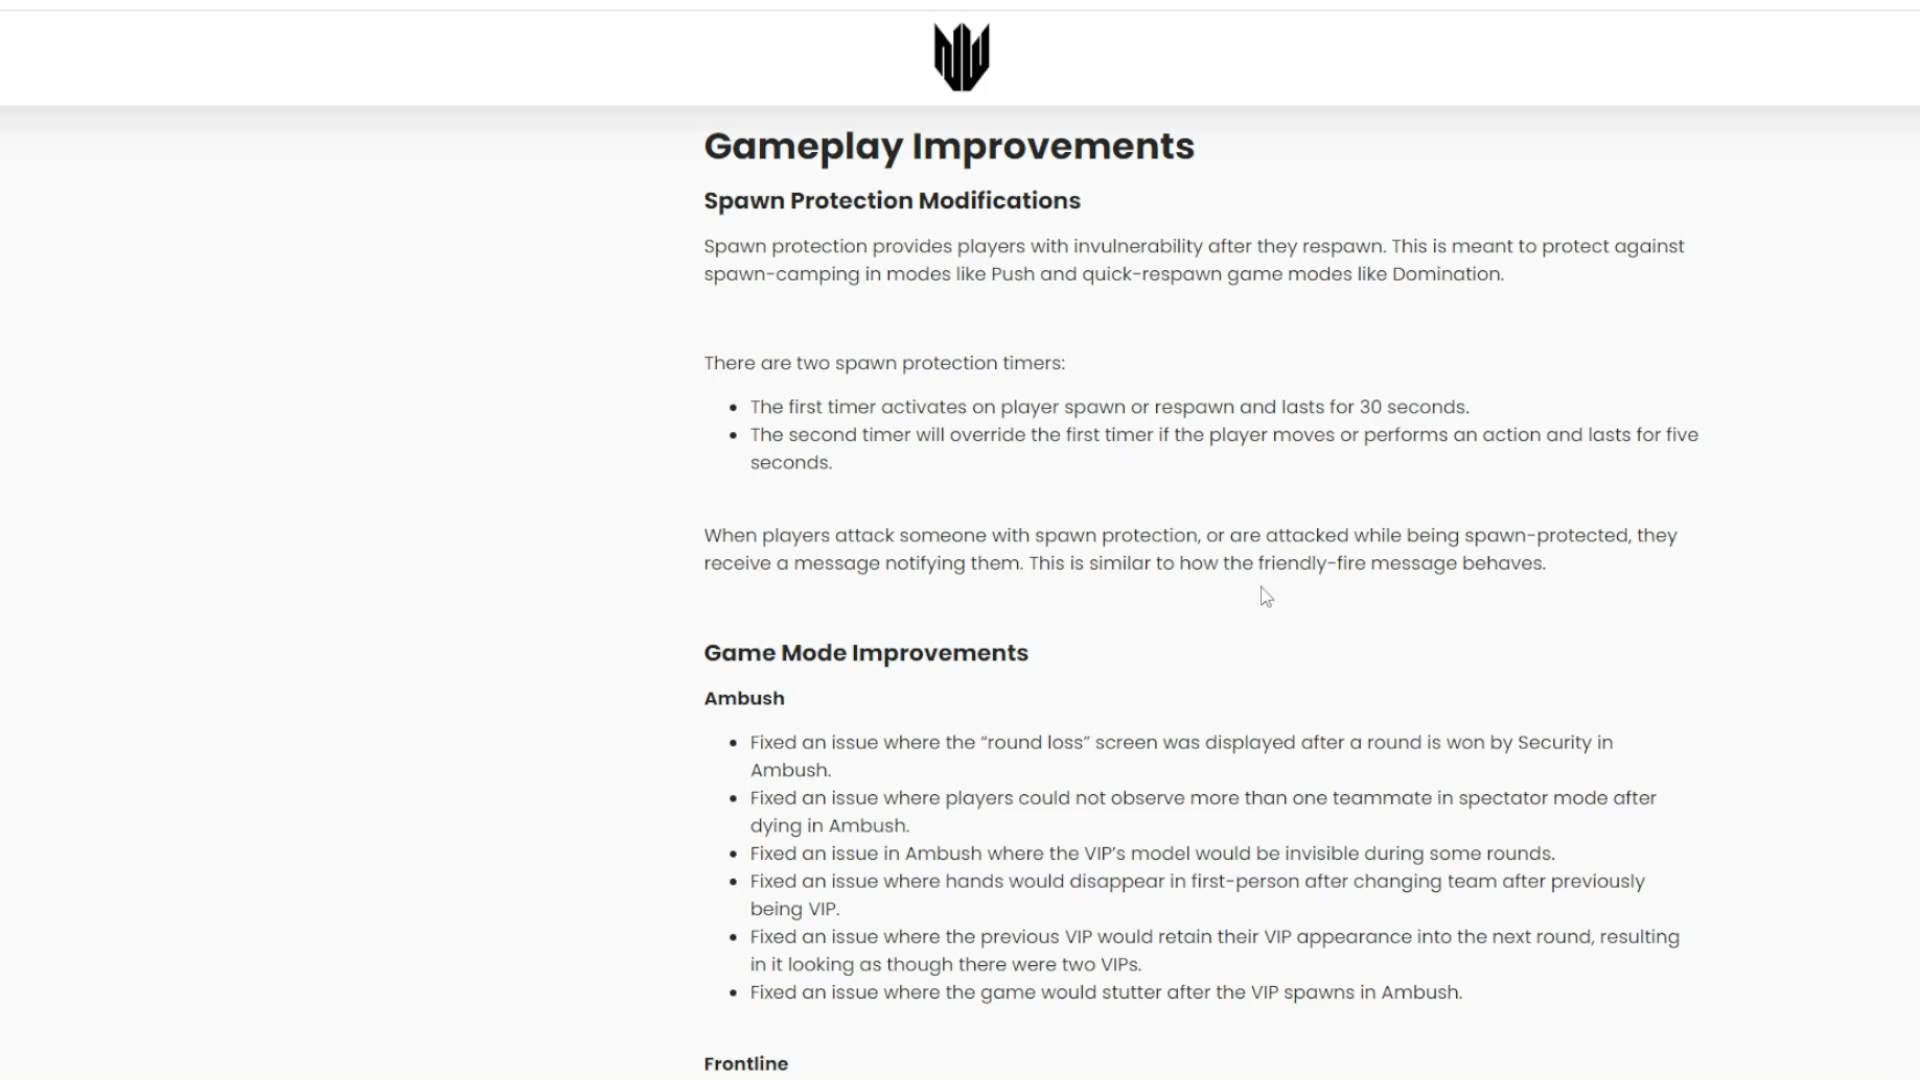 Gameplay Improvements
Spawn Protection Modifications
Spawn protection provides players with invulnerability after they respawn. This is meant to protect against
spawn-camping in modes like Push and quick-respawn game modes like Domination.
There are two spawn protection timers:
• The first timer activates on player spawn or respawn and lasts for 30 seconds.
• The second timer will override the first timer if the player moves or performs an action and lasts for five
seconds.
When players attack someone with spawn protection, or are attacked while being spawn-protected, they
receive a message notifying them. This is similar to how the friendly-fire message behaves.
Game Mode Improvements
Ambush
• Fixed an issue where the “round loss” screen was displayed after a round is won by Security in
Ambush.
• Fixed an issue where players could not observe more than one teammate in spectator mode after
dying in Ambush.
• Fixed an issue in Ambush where the VIP’s model would be invisible during some rounds.
• Fixed an issue where hands would disappear in first-person after changing team after previously
being VIP.
• Fixed an issue where the previous VIP would retain their VIP appearance into the next round, resulting
in it looking as though there were two VIPs.
• Fixed an issue where the game would stutter after the VIP spawns in Ambush.
Frontline